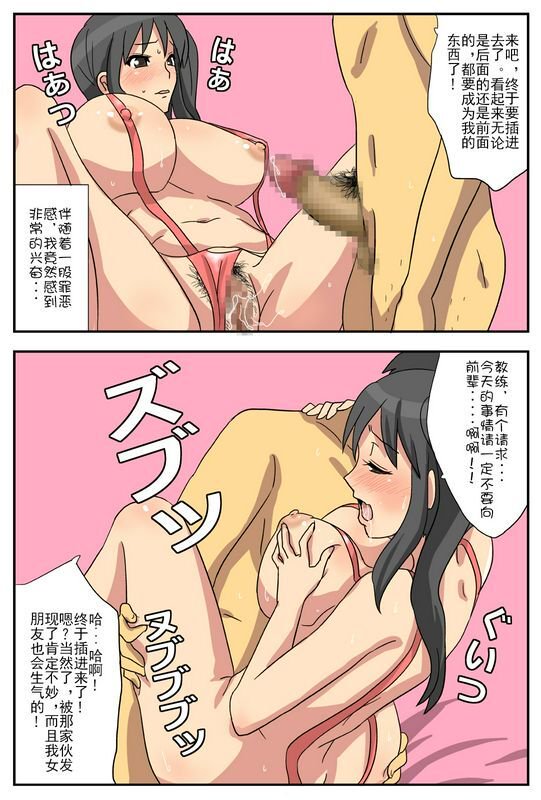 来吧，终于要插进
去了。看起来无论
是后面的还是前面
的，都要成为我的
东西了！
はぁ
はあっ
伴随着一股罪恶
感，我竟然感到
非常的兴奋...
教练，有个请求...
今天的事情请一定不要向
前辈....啊啊！！
ズブッ
ぐいっ
ヌブブブッ
哈..哈啊！
终于插进来了！
嗯？当然了，被那家伙发
现了肯定不妙，而且我女
朋友也会生气的！